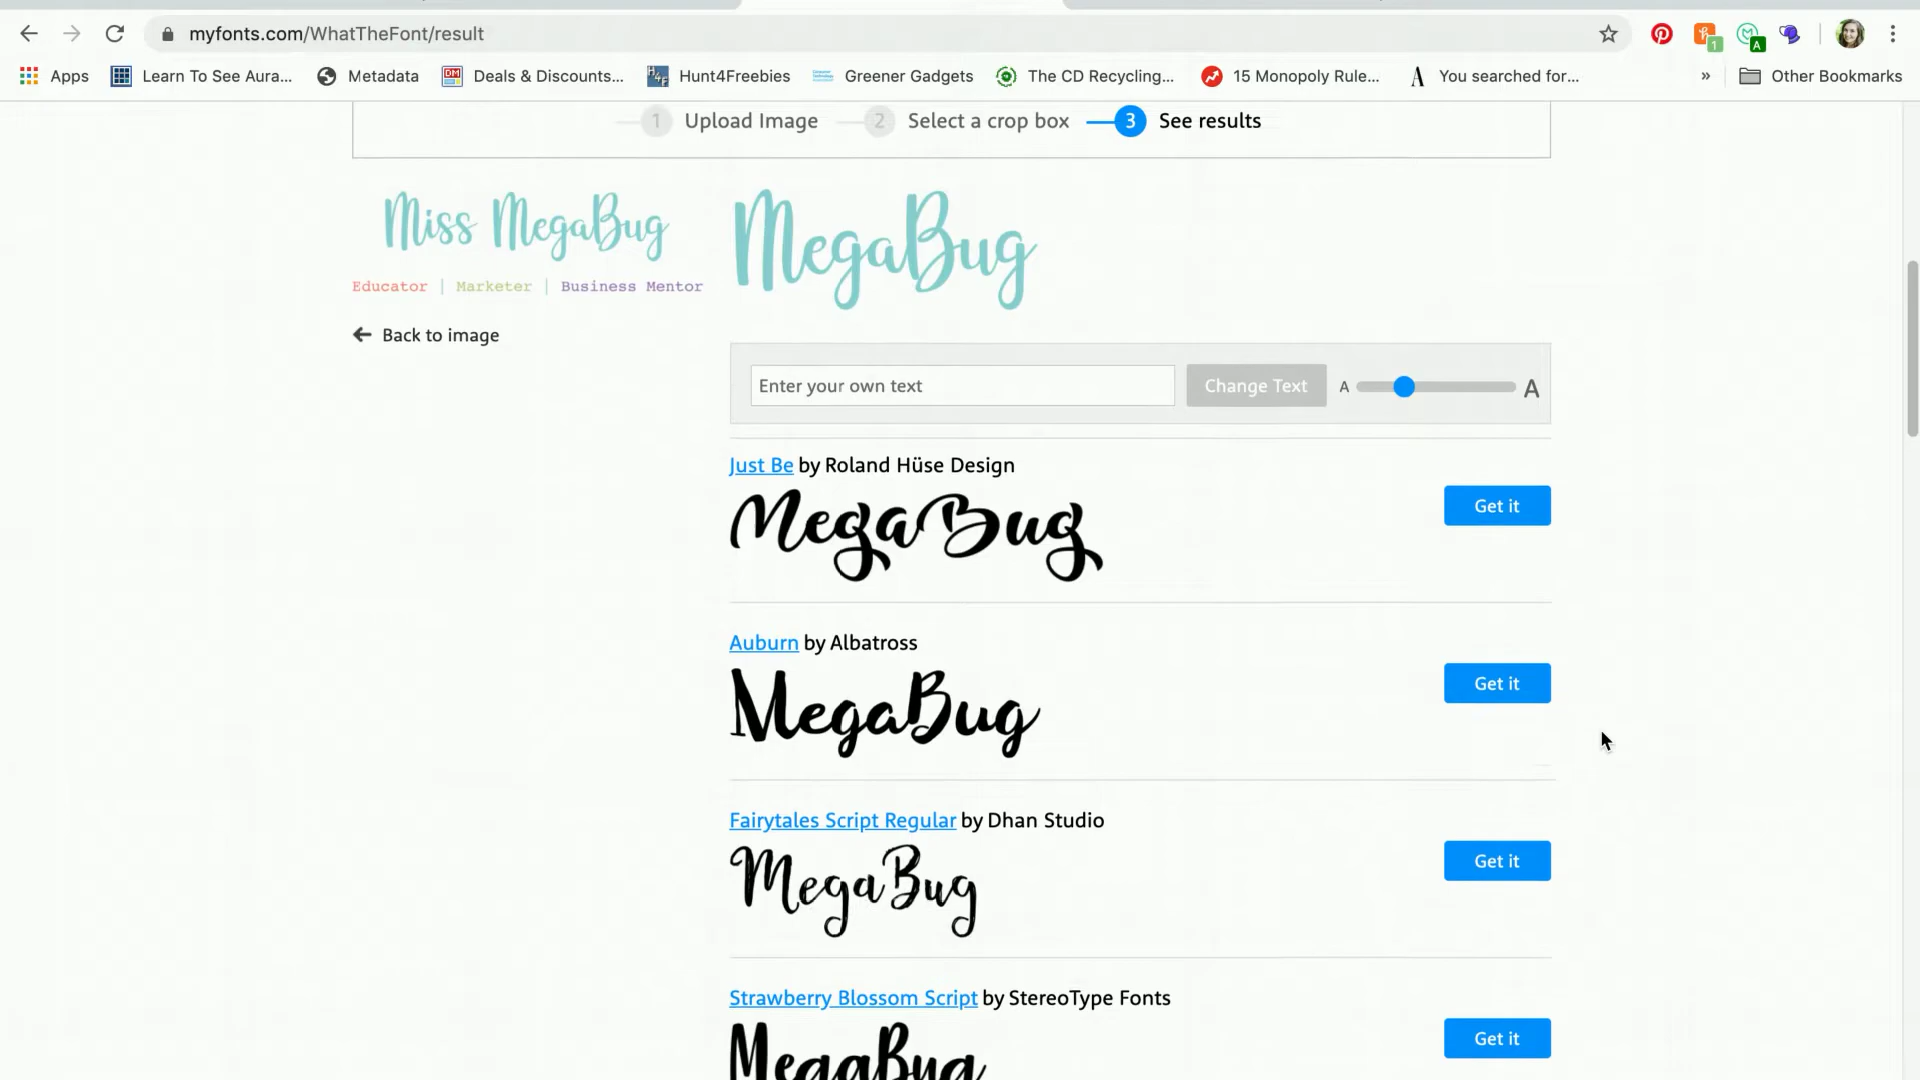 myfonts.com/WhatTheFont/result
1
A
Apps
Learn To See Aura...
Metadata
DM
Deals & Discounts...
H4F
Hunt4Freebies
Greener Gadgets
The CD Recycling...
15 Monopoly Rule...
You searched for...
»
Other Bookmarks
1 Upload Image
2 Select a crop box
3 See results
Miss MegaBug
Educator | Marketer | Business Mentor
Back to image
MegaBug
Enter your own text
Change Text
A
A
Just Be by Roland Hüse Design
MegaBug
Get it
Auburn by Albatross
MegaBug
Get it
Fairytales Script Regular by Dhan Studio
MegaBug
Get it
Strawberry Blossom Script by StereoType Fonts
MegaBug
Get it